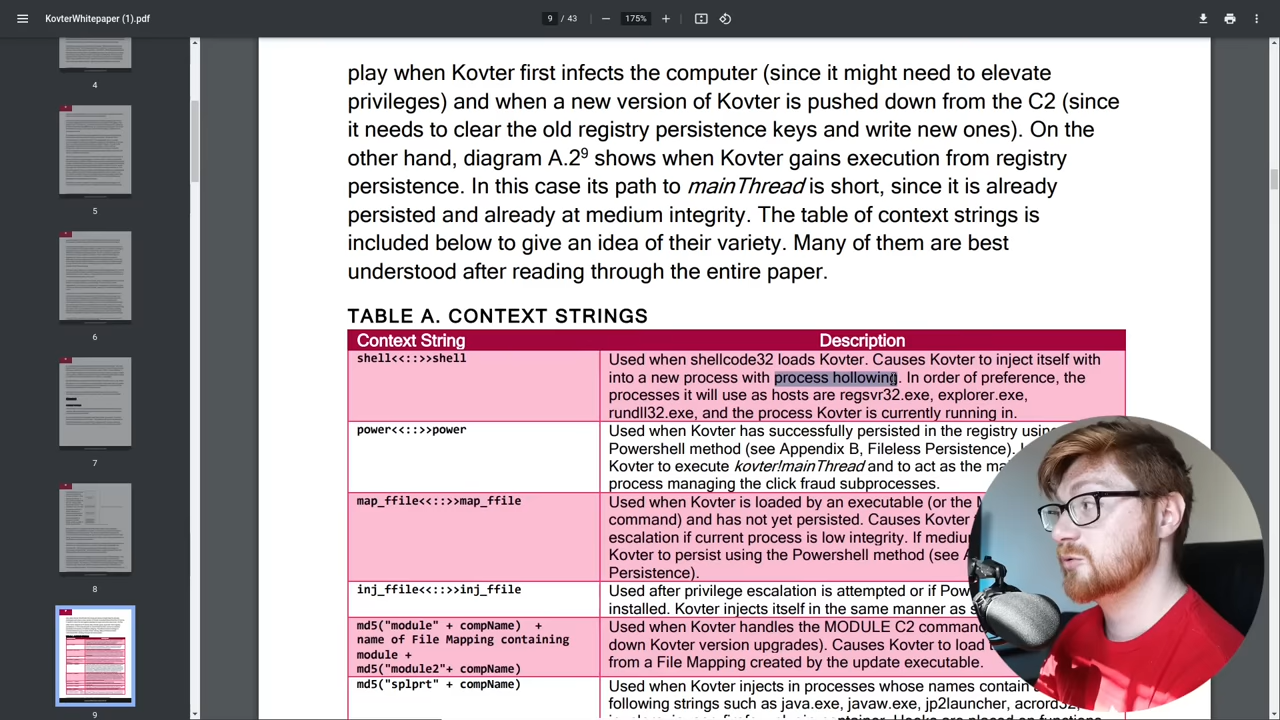 KovterWhitepaper (1).pdf
9 / 43
175%
4
5
6
7
8
9
play when Kovter first infects the computer (since it might need to elevate
privileges) and when a new version of Kovter is pushed down from the C2 (since
it needs to clear the old registry persistence keys and write new ones). On the
other hand, diagram A.2⁹ shows when Kovter gains execution from registry
persistence. In this case its path to mainThread is short, since it is already
persisted and already at medium integrity. The table of context strings is
included below to give an idea of their variety. Many of them are best
understood after reading through the entire paper.
TABLE A. CONTEXT STRINGS
Context String
Description
shell<<::>>shell
Used when shellcode32 loads Kovter. Causes Kovter to inject itself with
into a new process with process hollowing. In order of preference, the
processes it will use as hosts are regsvr32.exe, explorer.exe,
rundll32.exe, and the process Kovter is currently running in.
power<<::>>power
Used when Kovter has successfully persisted in the registry using
Powershell method (see Appendix B, Fileless Persistence).
Kovter to execute kovter!mainThread and to act as the
process managing the click fraud subprocesses.
map_ffile<<::>>map_ffile
Used when Kovter is loaded by an executable (or the
command) and has not yet persisted. Causes Kovter
escalation if current process is low integrity. If
Kovter to persist using the Powershell method (see
Persistence).
inj_ffile<<::>>inj_ffile
Used after privilege escalation is attempted or if
installed. Kovter injects itself in the same manner as
md5("module" + compName) +
name of File Mapping containing
module +
md5("module2"+ compName)
Used when Kovter handles the MODULE C2
down Kovter version upgrades). Causes Kovter to load
from a File Mapping created by the update executable.
md5("splprt" + compName)
Used when Kovter injects in processes whose names contain
following strings such as java.exe, javaw.exe, jp2launcher,